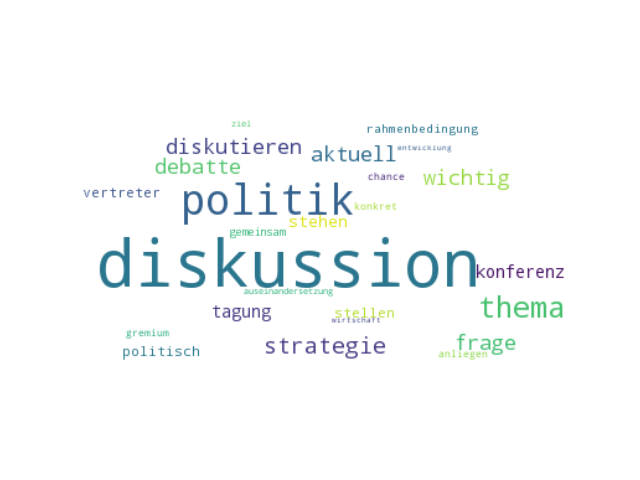 ziel
rahmenbedingung
diskutieren
aktuell
entwicklung
debatte
chance
wichtig
vertreter
politik
konkret
stehen
gemeinsam
diskussion
konferenz
auseinandersetzung
tagung
stellen
thema
wirtschaft
gremium
strategie
frage
politisch
anliegen